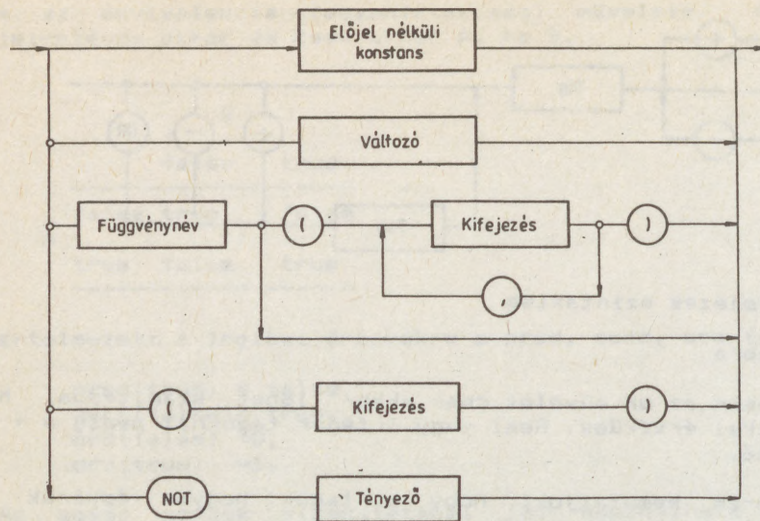 Előjel nélküli
konstans
Változó
Függvénynév ( Kifejezés )
,
( Kifejezés )
NOT Tényező